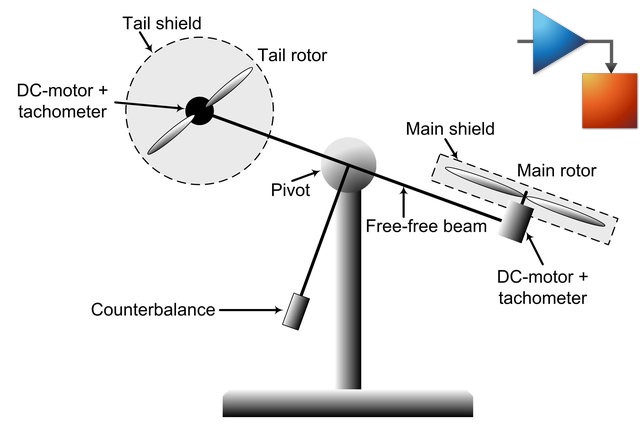 Tail shield
Tail rotor
DC-motor +
tachometer
Main shield
Main rotor
Pivot
Free-free beam
DC-motor +
tachometer
Counterbalance